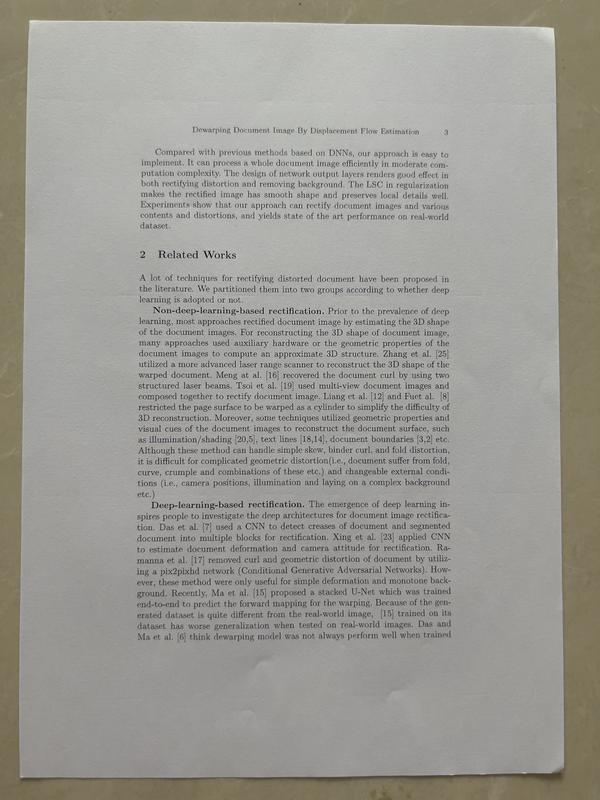 Dewarping Document Image By Displacement Flow Estimation 3
Compared with previous methods based on DNNs, our approach is easy to
implement. It can process a whole document image efficiently in moderate com-
putation complexity. The design of network output layers renders good effect in
both rectifying distortion and removing background. The LSC in regularization
makes the rectified image has smooth shape and preserves local details well.
Experiments show that our approach can rectify document images and various
contents and distortions, and yields state of the art performance on real-world
dataset.
2 Related Works
A lot of techniques for rectifying distorted document have been proposed in
the literature. We partitioned them into two groups according to whether deep
learning is adopted or not.
Non-deep-learning-based rectification. Prior to the prevalence of deep
learning, most approaches rectified document image by estimating the 3D shape
of the document images. For reconstructing the 3D shape of document image,
many approaches used auxiliary hardware or the geometric properties of the
document images to compute an approximate 3D structure. Zhang et al. [25]
utilized a more advanced laser range scanner to reconstruct the 3D shape of the
warped document. Meng at al. [16] recovered the document curl by using two
structured laser beams. Tsoi et al. [19] used multi-view document images and
composed together to rectify document image. Liang et al. [12] and Fuet al. [8]
restricted the page surface to be warped as a cylinder to simplify the difficulty of
3D reconstruction. Moreover, some techniques utilized geometric properties and
visual cues of the document images to reconstruct the document surface, such
as illumination/shading [20,5], text lines [18,14], document boundaries [3,2] etc.
Although these method can handle simple skew, binder curl, and fold distortion,
it is difficult for complicated geometric distortion(i.e., document suffer from fold,
curve, crumple and combinations of these etc.) and changeable external condi-
tions (i.e., camera positions, illumination and laying on a complex background
etc.)
Deep-learning-based rectification. The emergence of deep learning in-
spires people to investigate the deep architectures for document image rectifica-
tion. Das et al. [7] used a CNN to detect creases of document and segmented
document into multiple blocks for rectification. Xing et al. [23] applied CNN
to estimate document deformation and camera attitude for rectification. Ra-
manna et al. [17] removed curl and geometric distortion of document by utiliz-
ing a pix2pixhd network (Conditional Generative Adversarial Networks). How-
ever, these method were only useful for simple deformation and monotone back-
ground. Recently, Ma et al. [15] proposed a stacked U-Net which was trained
end-to-end to predict the forward mapping for the warping. Because of the gen-
erated dataset is quite different from the real-world image, [15] trained on its
dataset has worse generalization when tested on real-world images. Das and
Ma et al. [6] think dewarping model was not always perform well when trained